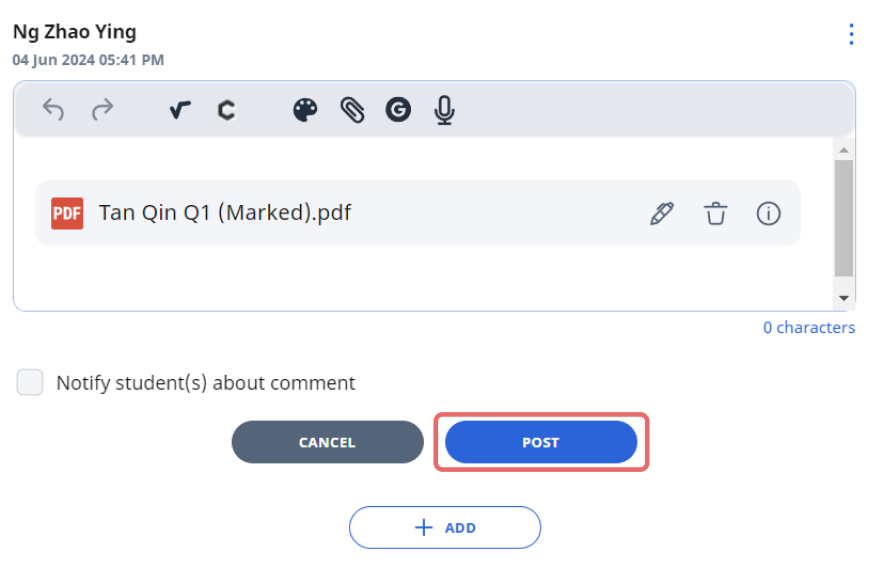 Ng Zhao Ying
04 Jun 2024 05:41 PM
PDF Tan Qin Q1 (Marked).pdf
0 characters
Notify student(s) about comment
CANCEL POST
+ ADD